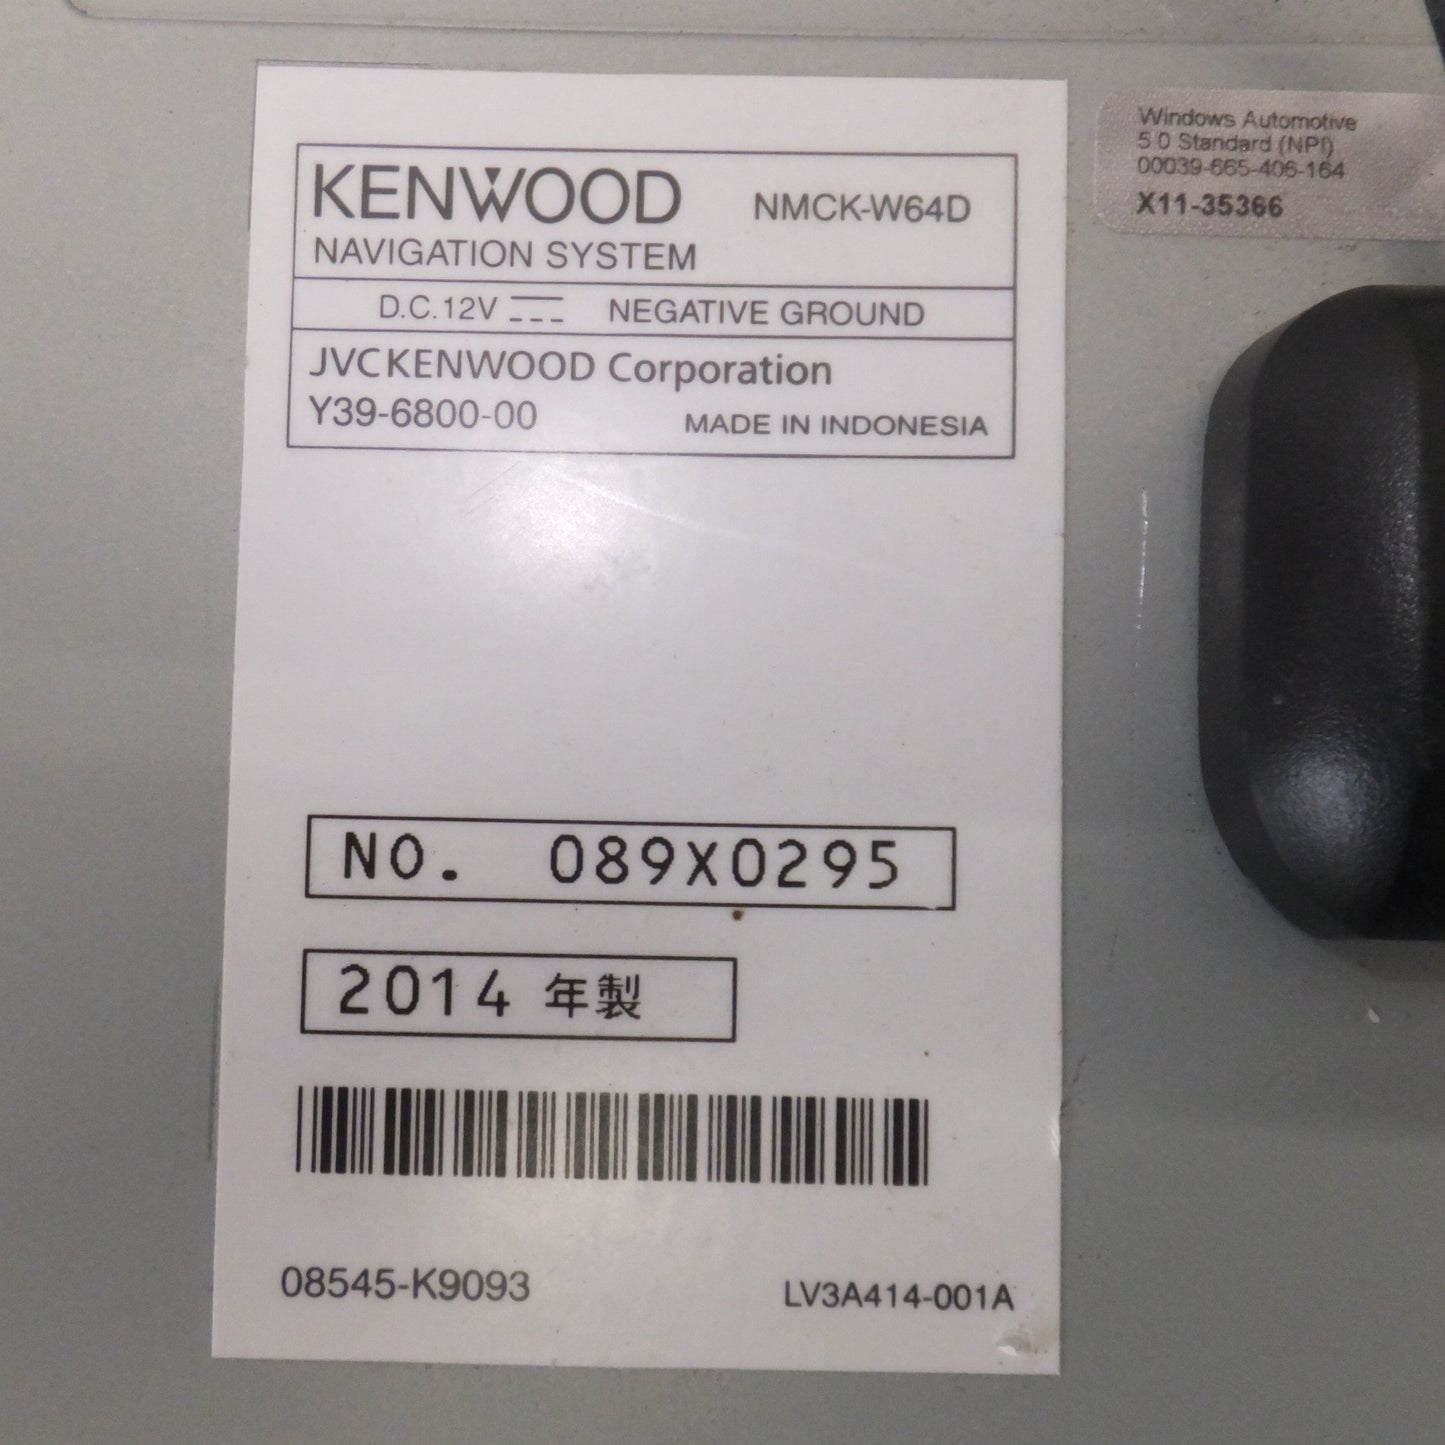 KENWOOD NMCK-W64D
NAVIGATION SYSTEM
D.C.12V NEGATIVE GROUND
JVCKENWOOD Corporation
Y39-6800-00 MADE IN INDONESIA
NO. 089X0295
2014 年製
08545-K9093 LV3A414-001A
Windows Automotive
5.0 Standard (NPI)
00039-665-406-164
X11-35366